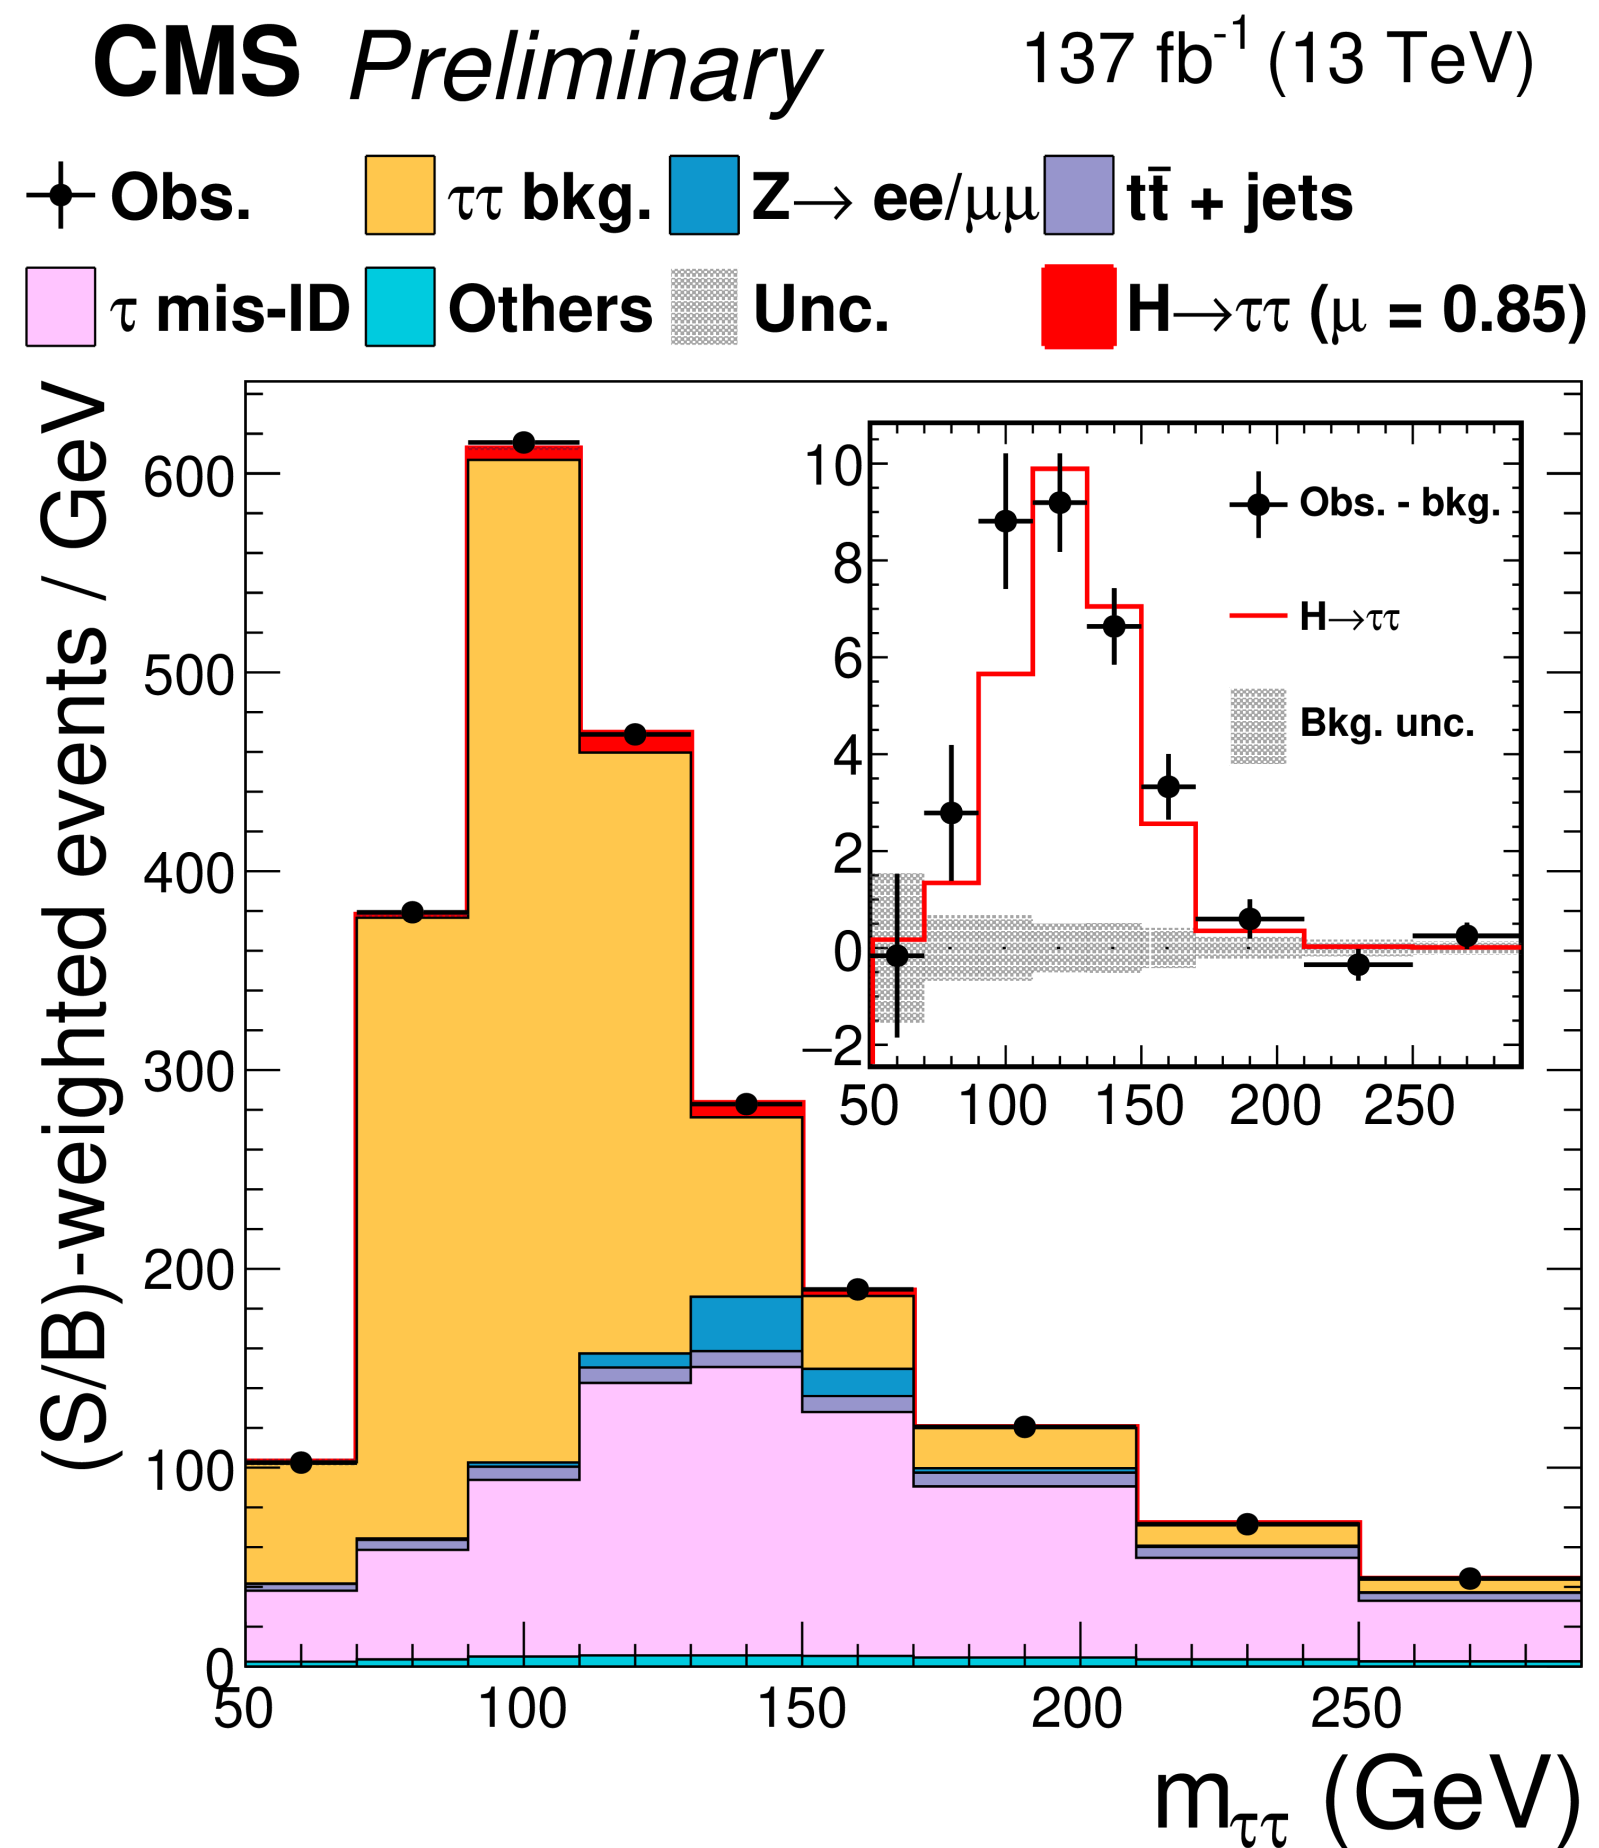 CMS Preliminary 137 fb⁻¹ (13 TeV)
Obs. ττ bkg. Z→ ee/μμ tt̄ + jets
τ mis-ID Others Unc. H→ττ (μ = 0.85)
(S/B)-weighted events / GeV
600
500
400
300
200
100
0
50 100 150 200 250
m_ττ (GeV)
10
8
6
4
2
0
−2
50 100 150 200 250
Obs. - bkg.
H→ττ
Bkg. unc.